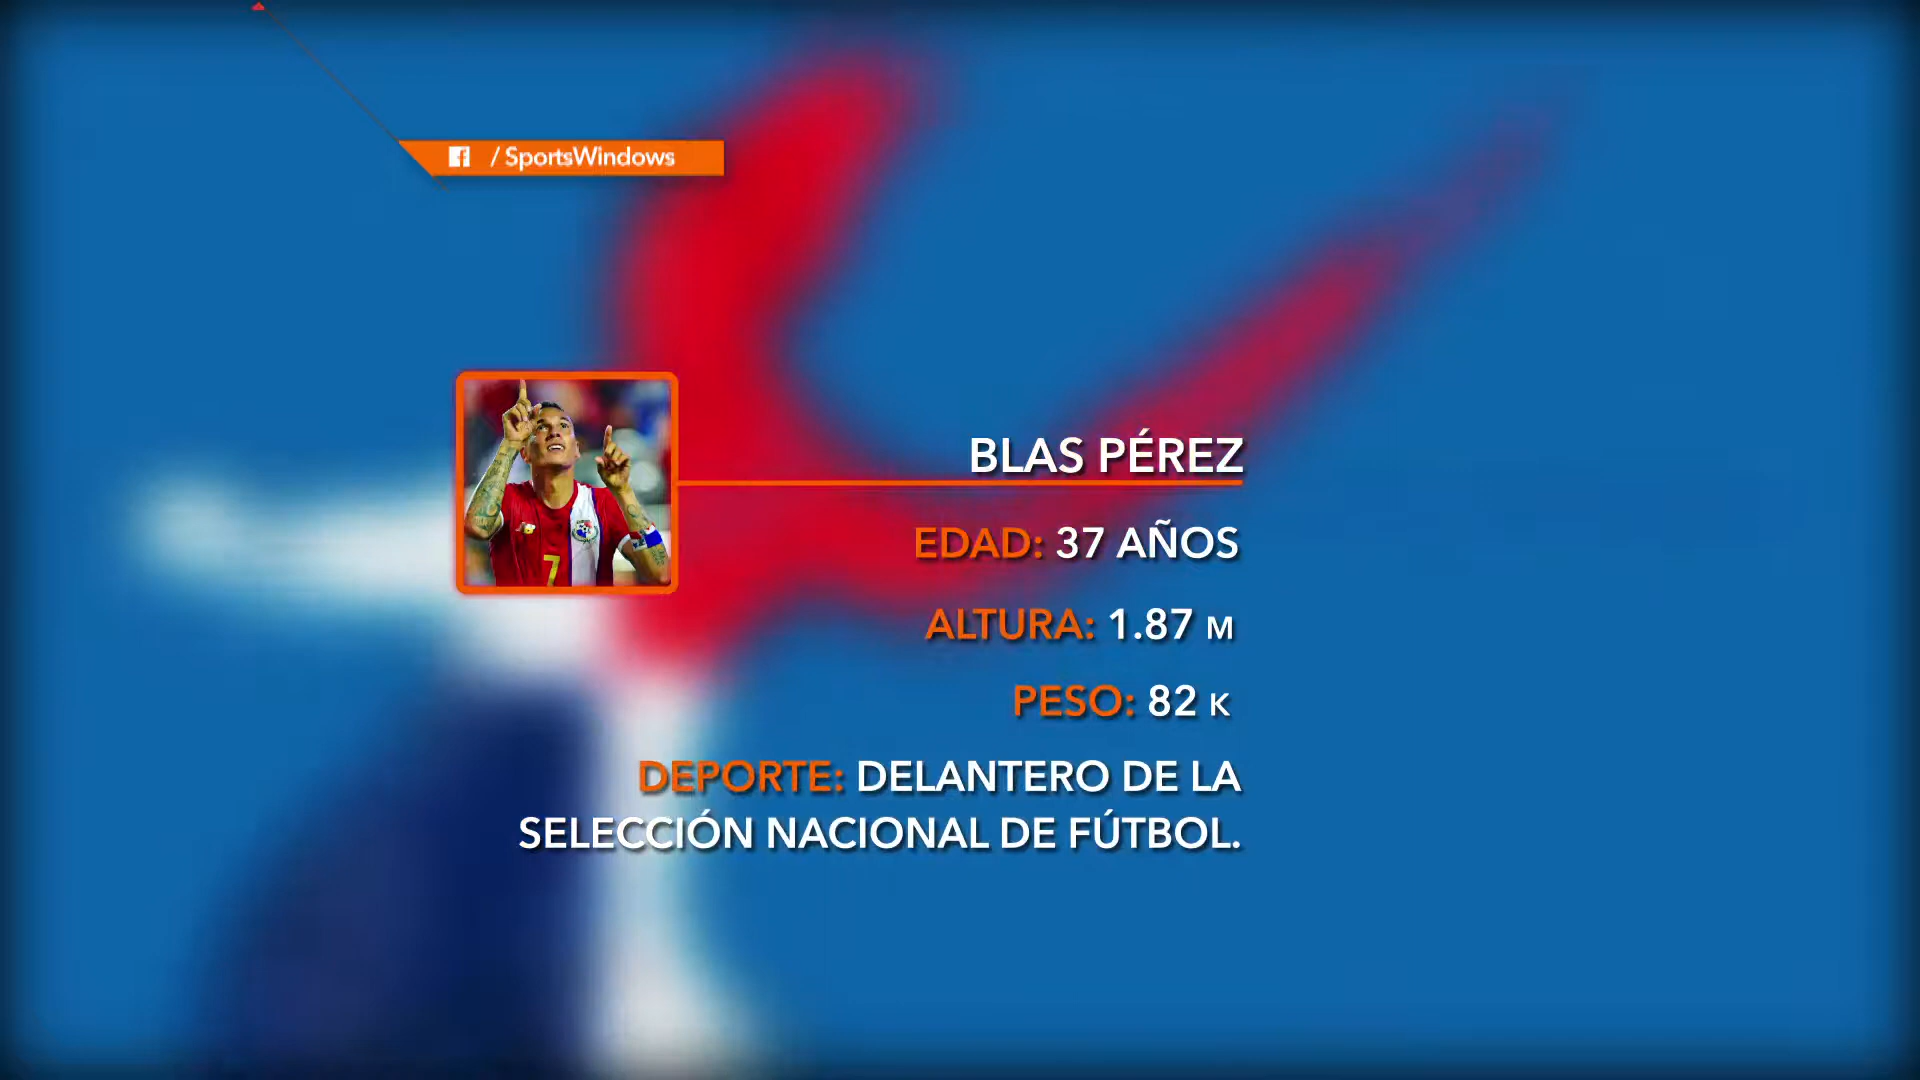 / SportsWindows
BLAS PÉREZ
EDAD: 37 AÑOS
ALTURA: 1.87 M
PESO: 82 K
DEPORTE: DELANTERO DE LA
SELECCIÓN NACIONAL DE FÚTBOL.
7